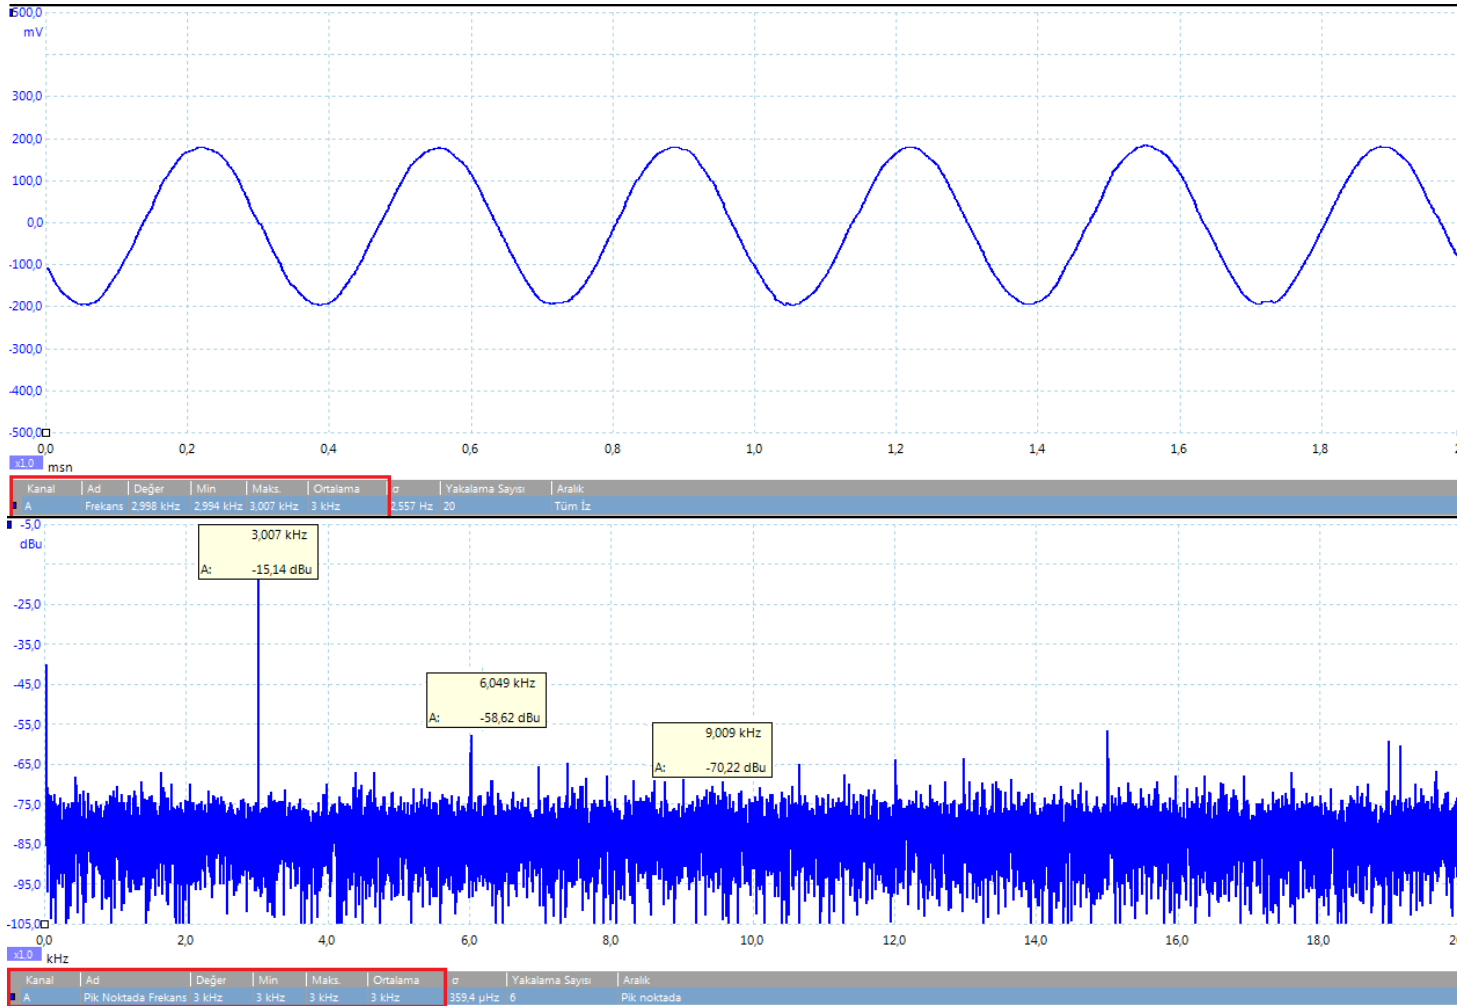 500,0
mV
300,0
200,0
100,0
0,0
-100,0
-200,0
-300,0
-400,0
-500,0
0,0 0,2 0,4 0,6 0,8 1,0 1,2 1,4 1,6 1,8
x1,0 msn
Kanal Ad Değer Min Maks. Ortalama σ Yakalama Sayısı Aralık
A Frekans 2,998 kHz 2,994 kHz 3,007 kHz 3 kHz 2,557 Hz 20 Tüm İz
-5,0
dBu
3,007 kHz
A: -15,14 dBu
-25,0
-35,0
-45,0
6,049 kHz
A: -58,62 dBu
-55,0
9,009 kHz
A: -70,22 dBu
-65,0
-75,0
-85,0
-95,0
-105,0
0,0 2,0 4,0 6,0 8,0 10,0 12,0 14,0 16,0 18,0
x1,0 kHz
Kanal Ad Değer Min Maks. Ortalama σ Yakalama Sayısı Aralık
A Pik Noktada Frekans 3 kHz 3 kHz 3 kHz 3 kHz 359,4 µHz 6 Pik noktada